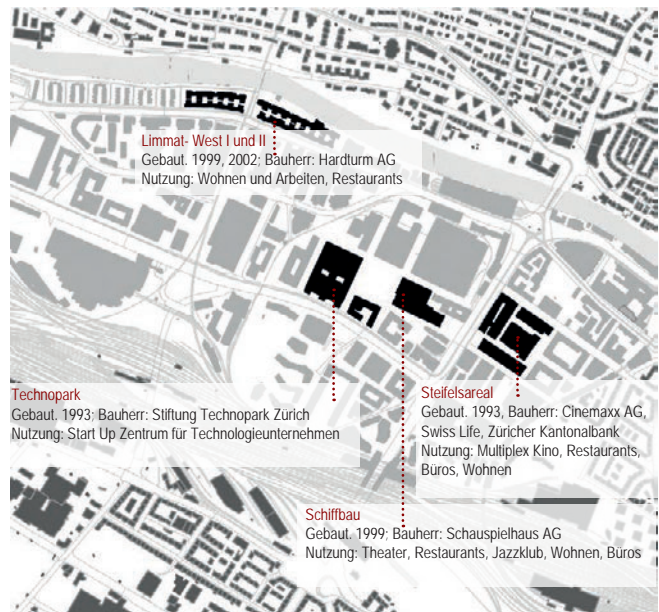 Limmat- West I und II
Gebaut. 1999, 2002; Bauherr: Hardturm AG
Nutzung: Wohnen und Arbeiten, Restaurants
Technopark
Gebaut. 1993; Bauherr: Stiftung Technopark Zürich
Nutzung: Start Up Zentrum für Technologieunternehmen
Steifelsareal
Gebaut. 1993, Bauherr: Cinemaxx AG,
Swiss Life, Züricher Kantonalbank
Nutzung: Multiplex Kino, Restaurants,
Büros, Wohnen
Schiffbau
Gebaut. 1999; Bauherr: Schauspielhaus AG
Nutzung: Theater, Restaurants, Jazzklub, Wohnen, Büros